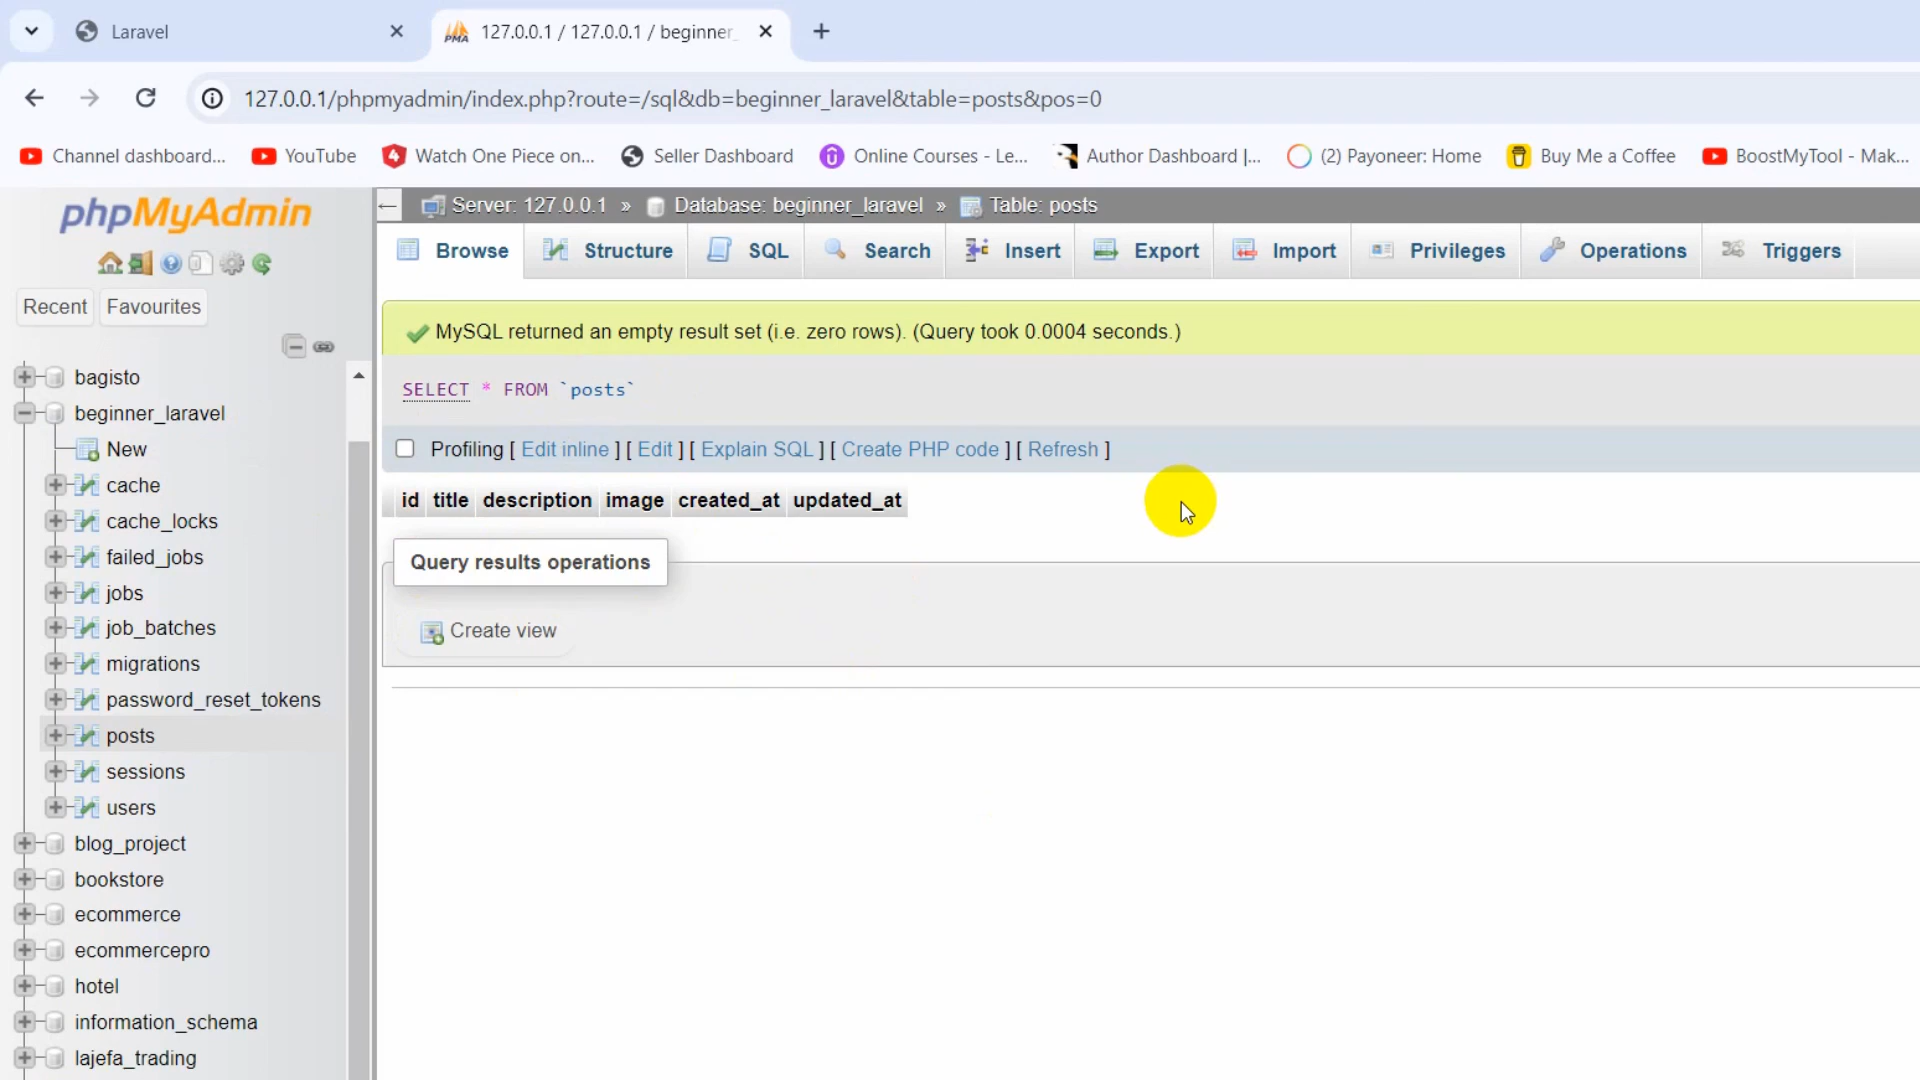 Laravel
127.0.0.1 / 127.0.0.1 / beginner_
127.0.0.1/phpmyadmin/index.php?route=/sql&db=beginner_laravel&table=posts&pos=0
Channel dashboard... YouTube Watch One Piece on... Seller Dashboard Online Courses - Le... Author Dashboard |... (2) Payoneer: Home Buy Me a Coffee BoostMyTool - Mak...
phpMyAdmin
Recent Favourites
bagisto
beginner_laravel
New
cache
cache_locks
failed_jobs
jobs
job_batches
migrations
password_reset_tokens
posts
sessions
users
blog_project
bookstore
ecommerce
ecommercepro
hotel
information_schema
lajefa_trading
Server: 127.0.0.1 » Database: beginner_laravel » Table: posts
Browse Structure SQL Search Insert Export Import Privileges Operations Triggers
MySQL returned an empty result set (i.e. zero rows). (Query took 0.0004 seconds.)
SELECT * FROM `posts`
Profiling [ Edit inline ] [ Edit ] [ Explain SQL ] [ Create PHP code ] [ Refresh ]
id title description image created_at updated_at
Query results operations
Create view